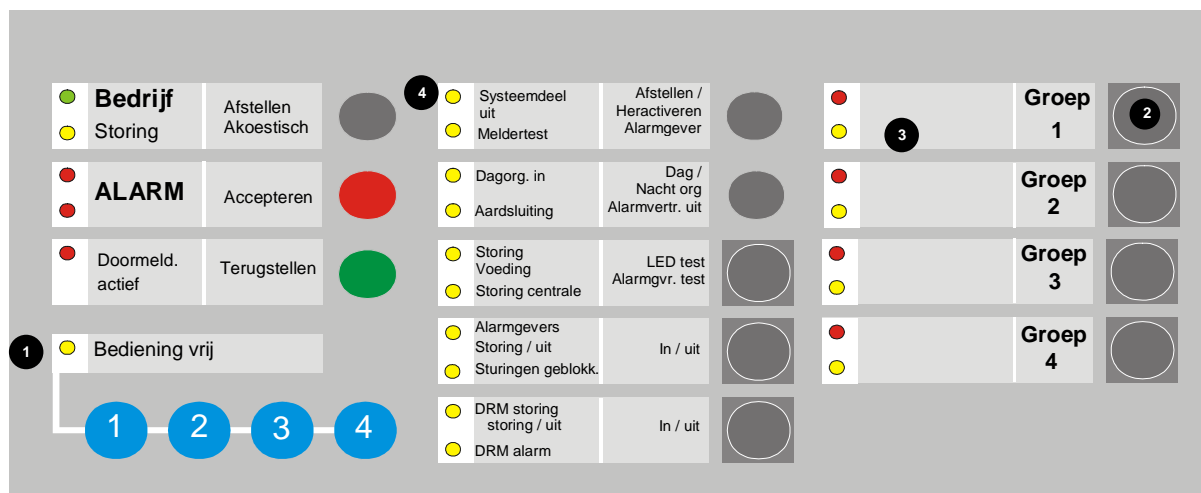 Bedrijf
Storing
Afstellen
Akoestisch
ALARM
Accepteren
Doormeld.
actief
Terugstellen
1
Bediening vrij
1 2 3 4
4
Systeemdeel
uit
Meldertest
Afstellen /
Heractiveren
Alarmgever
Dagorg. in
Aardsluiting
Dag /
Nacht org
Alarmvertr. uit
Storing
Voeding
Storing centrale
LED test
Alarmgvr. test
Alarmgevers
Storing / uit
Sturingen geblokk.
In / uit
DRM storing
storing / uit
DRM alarm
In / uit
3
Groep
1
2
Groep
2
Groep
3
Groep
4